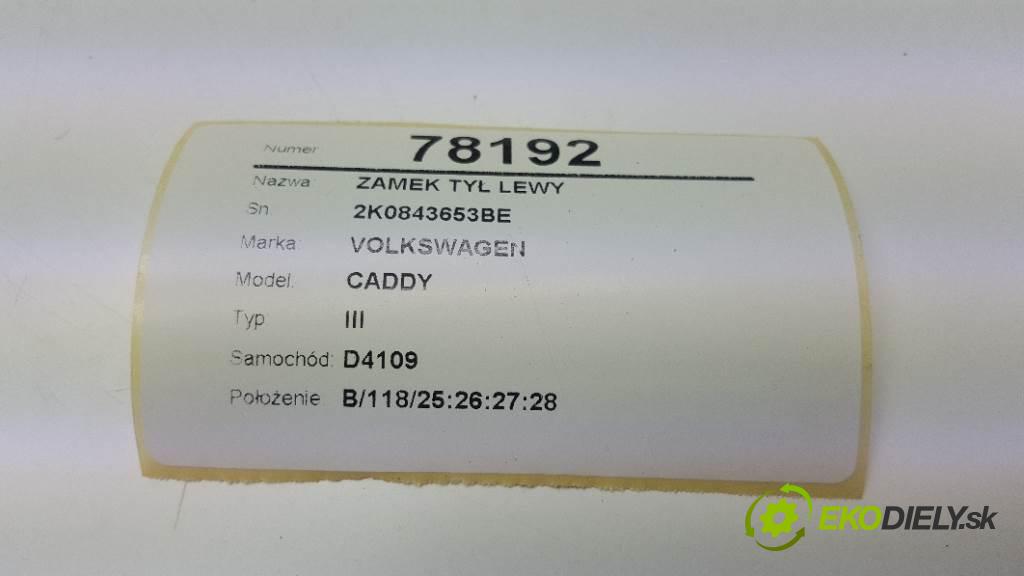 Numer 78192
Nazwa ZAMEK TYŁ LEWY
Sn 2K0843653BE
Marka: VOLKSWAGEN
Model: CADDY
Typ III
Samochód: D4109
Położenie B/118/25:26:27:28
EKODIELY.sk